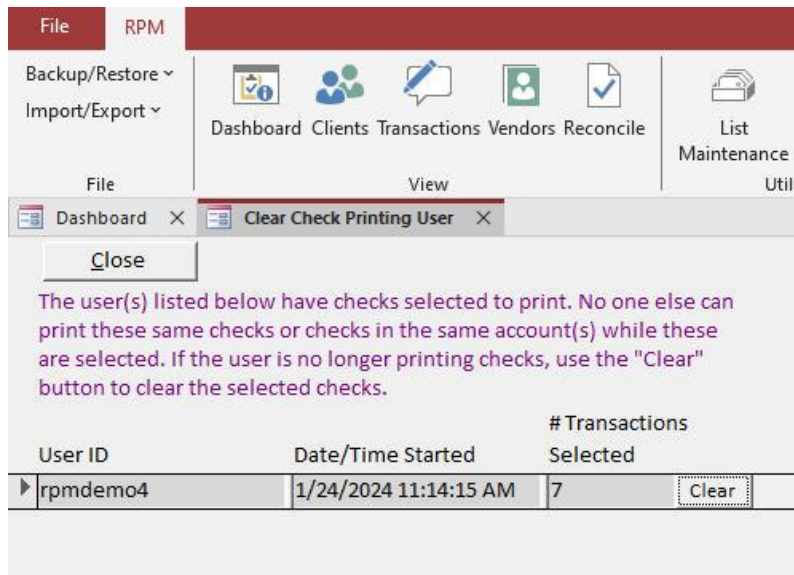 File RPM
Backup/Restore
Import/Export
Dashboard Clients Transactions Vendors Reconcile
List
Maintenance
File View
Dashboard Clear Check Printing User
Close
The user(s) listed below have checks selected to print. No one else can
print these same checks or checks in the same account(s) while these
are selected. If the user is no longer printing checks, use the "Clear"
button to clear the selected checks.
# Transactions
User ID Date/Time Started Selected
rpmdemo4 1/24/2024 11:14:15 AM 7 Clear